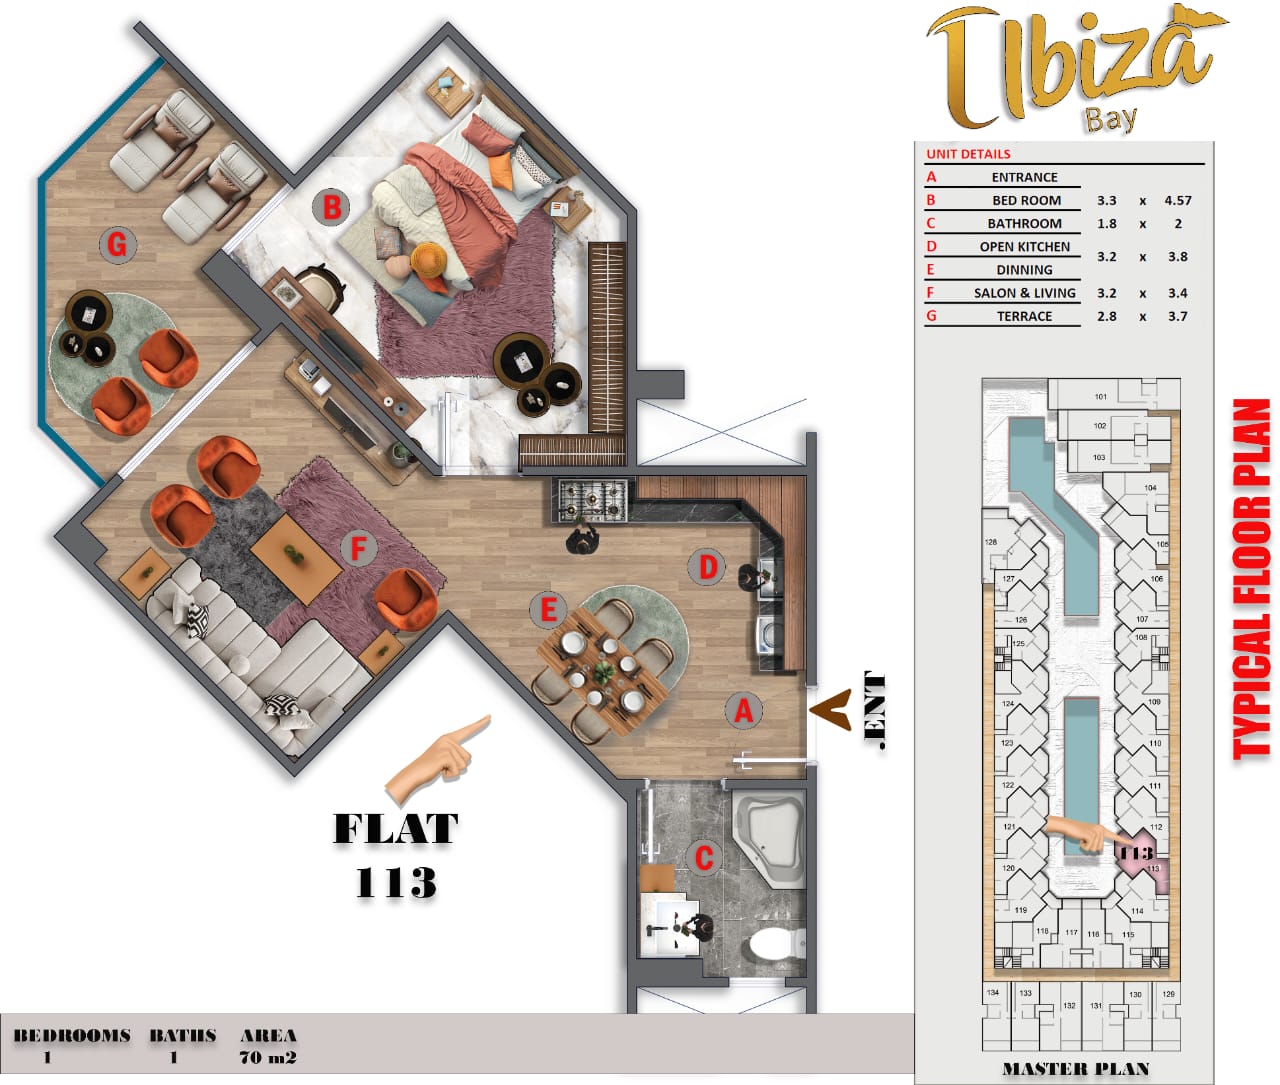 Ibiza
Bay
UNIT DETAILS
A ENTRANCE
B BED ROOM 3.3 x 4.57
C BATHROOM 1.8 x 2
D OPEN KITCHEN
3.2 x 3.8
E DINNING
F SALON & LIVING 3.2 x 3.4
G TERRACE 2.8 x 3.7
B
G
F
D
E
A
C
.ENT
FLAT
113
BEDROOMS BATHS AREA
1 1 70 m2
TYPICAL FLOOR PLAN
101
102
103
104
128
105
127
106
126
107
125
108
124
109
123
110
122
111
121
112
113
120
113
119
114
118
117
116
115
134
133
132
131
130
129
MASTER PLAN